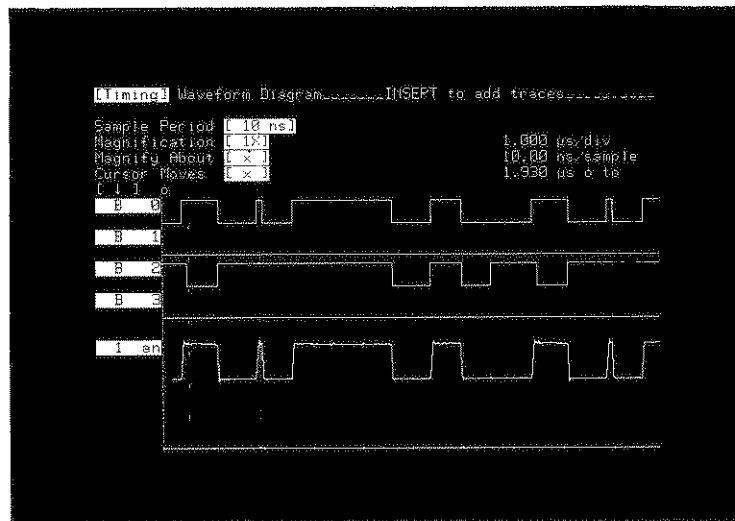 [Timing] Waveform Diagram INSERT to add traces
Sample Period [ 10 ns]
Magnification [ 1X] 1.000 µs/div
Magnify About [ x ] 10.00 ns/sample
Cursor Moves [ x ] 1.930 µs o to
[ ↓ ] o
B 0
B 1
B 2
B 3
1 an